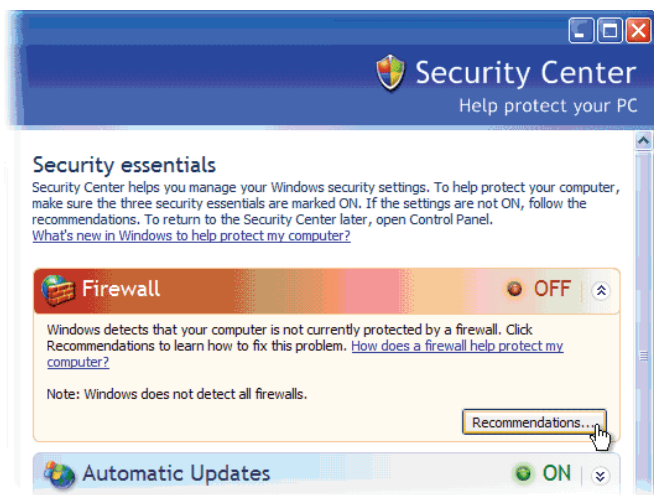 Security Center
Help protect your PC
Security essentials
Security Center helps you manage your Windows security settings. To help protect your computer,
make sure the three security essentials are marked ON. If the settings are not ON, follow the
recommendations. To return to the Security Center later, open Control Panel.
What's new in Windows to help protect my computer?
Firewall OFF
Windows detects that your computer is not currently protected by a firewall. Click
Recommendations to learn how to fix this problem. How does a firewall help protect my
computer?
Note: Windows does not detect all firewalls.
Recommendations...
Automatic Updates ON